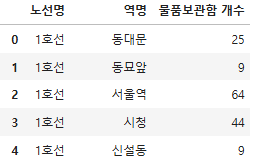 노선명 역명 물품보관함 개수
0 1호선 동대문 25
1 1호선 동묘앞 9
2 1호선 서울역 64
3 1호선 시청 44
4 1호선 신설동 9